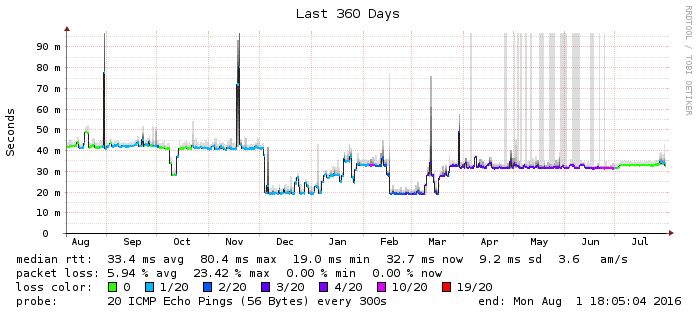 Last 360 Days
RRDTOOL / TOBI OETIKER
Seconds
90 m
80 m
70 m
60 m
50 m
40 m
30 m
20 m
10 m
0
Aug Sep Oct Nov Dec Jan Feb Mar Apr May Jun Jul
median rtt: 33.4 ms avg 80.4 ms max 19.0 ms min 32.7 ms now 9.2 ms sd 3.6 am/s
packet loss: 5.94 % avg 23.42 % max 0.00 % min 0.00 % now
loss color: 0 1/20 2/20 3/20 4/20 10/20 19/20
probe: 20 ICMP Echo Pings (56 Bytes) every 300s end: Mon Aug 1 18:05:04 2016